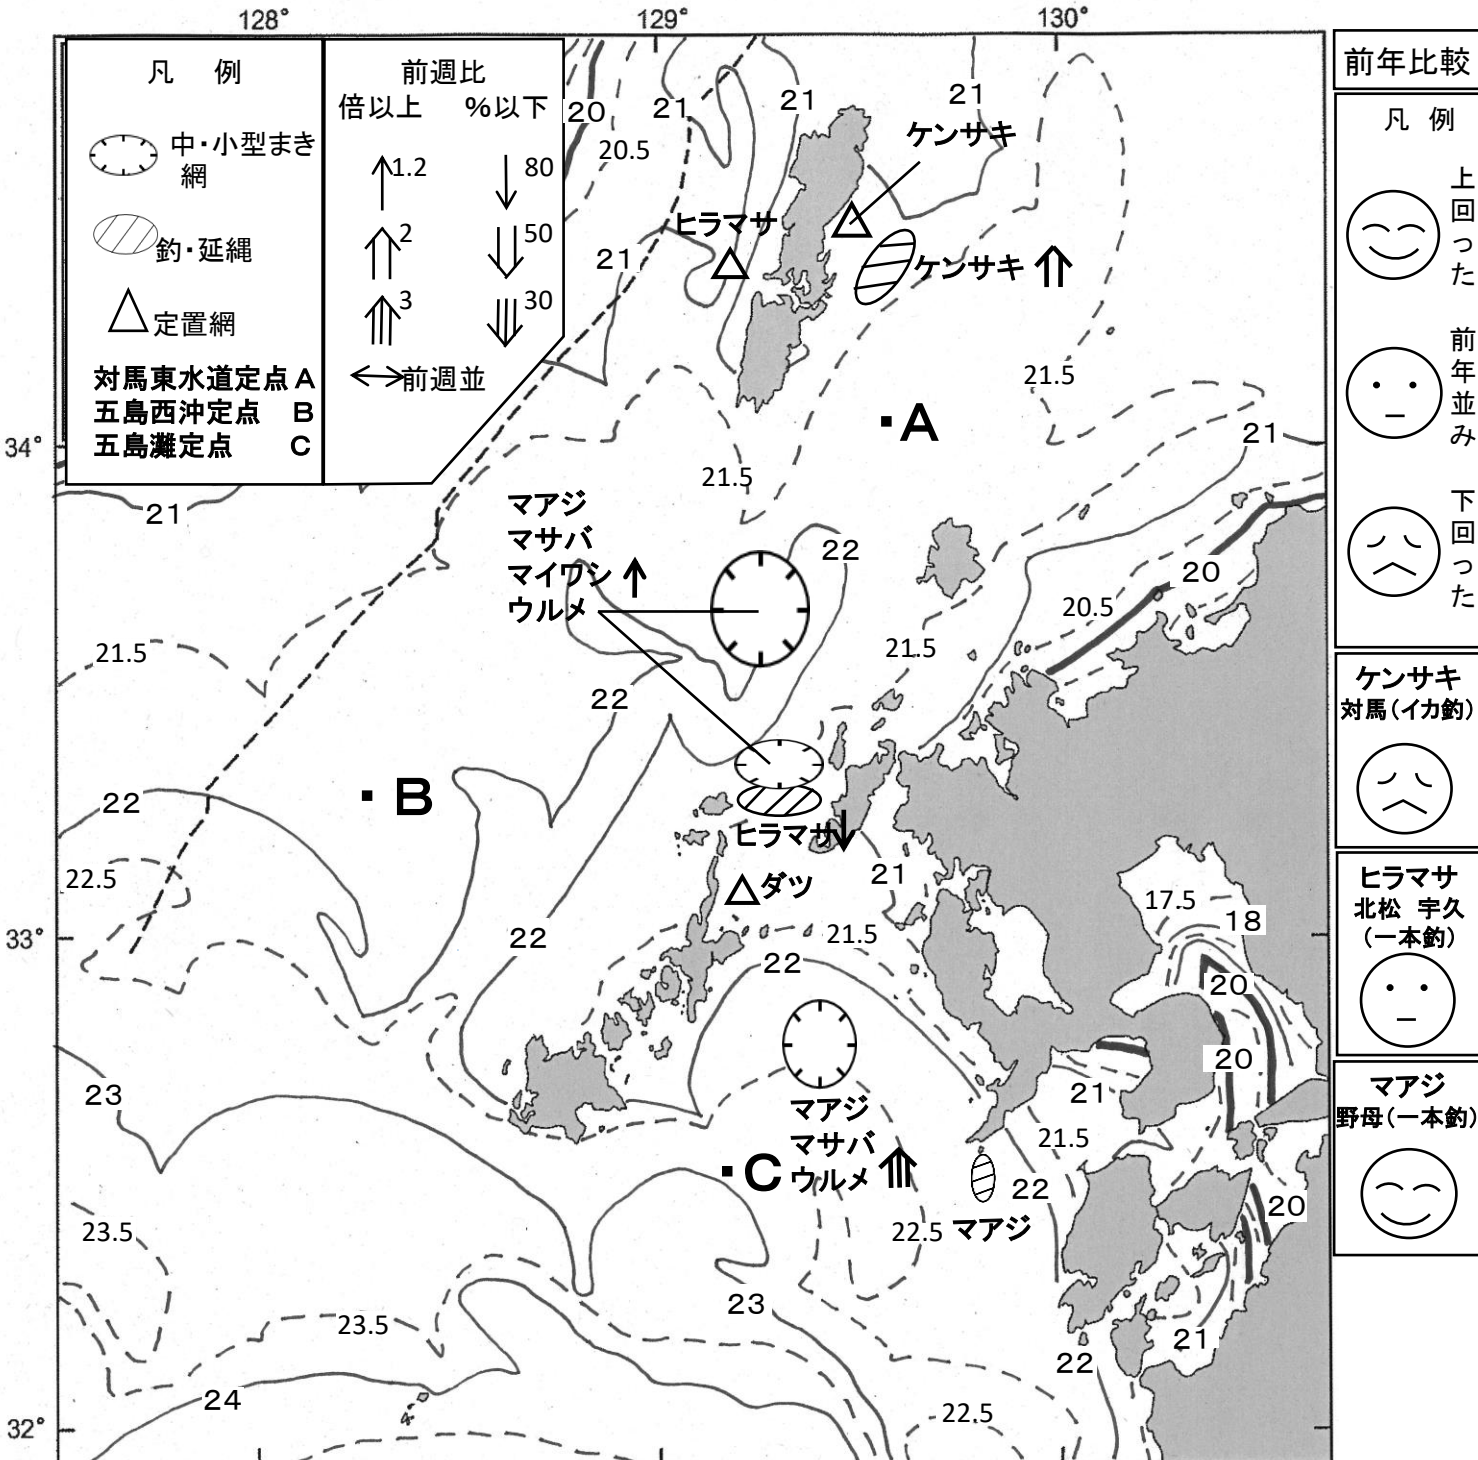 128°
129°
130°
凡 例
中・小型まき
網
釣・延縄
定置網
対馬東水道定点 A
五島西沖定点 B
五島灘定点 C
前週比
倍以上 %以下
1.2 80
2 50
3 30
前週並
20
20.5
21
21
21
ケンサキ
ヒラマサ
21
ケンサキ
21.5
A
34°
21
21.5
21
マアジ
マサバ
マイワシ
ウルメ
22
20
20.5
21.5
21.5
22
B
22
ヒラマサ
21
22.5
ダツ
17.5
18
33°
22
21.5
22
20
20
23
21
マアジ
マサバ
ウルメ
21.5
C
22
20
23.5
22.5
マアジ
23
23.5
21
22
24
22.5
32°
前年比較
凡 例
上回った
前年並み
下回った
ケンサキ
対馬(イカ釣)
ヒラマサ
北松 宇久
(一本釣)
マアジ
野母(一本釣)